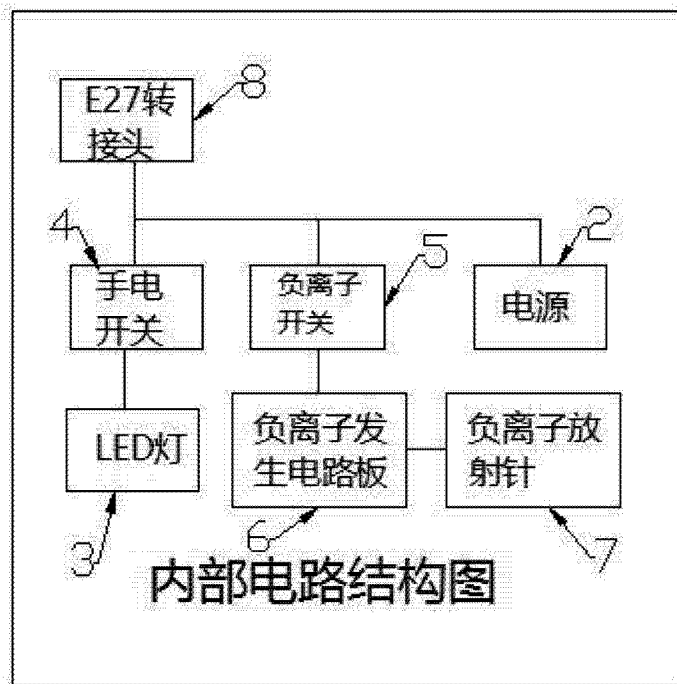 E27转
接头
8
4
手电
开关
负离子
开关
5
2
电源
LED灯
3
负离子发
生电路板
6
负离子放
射针
7
内部电路结构图